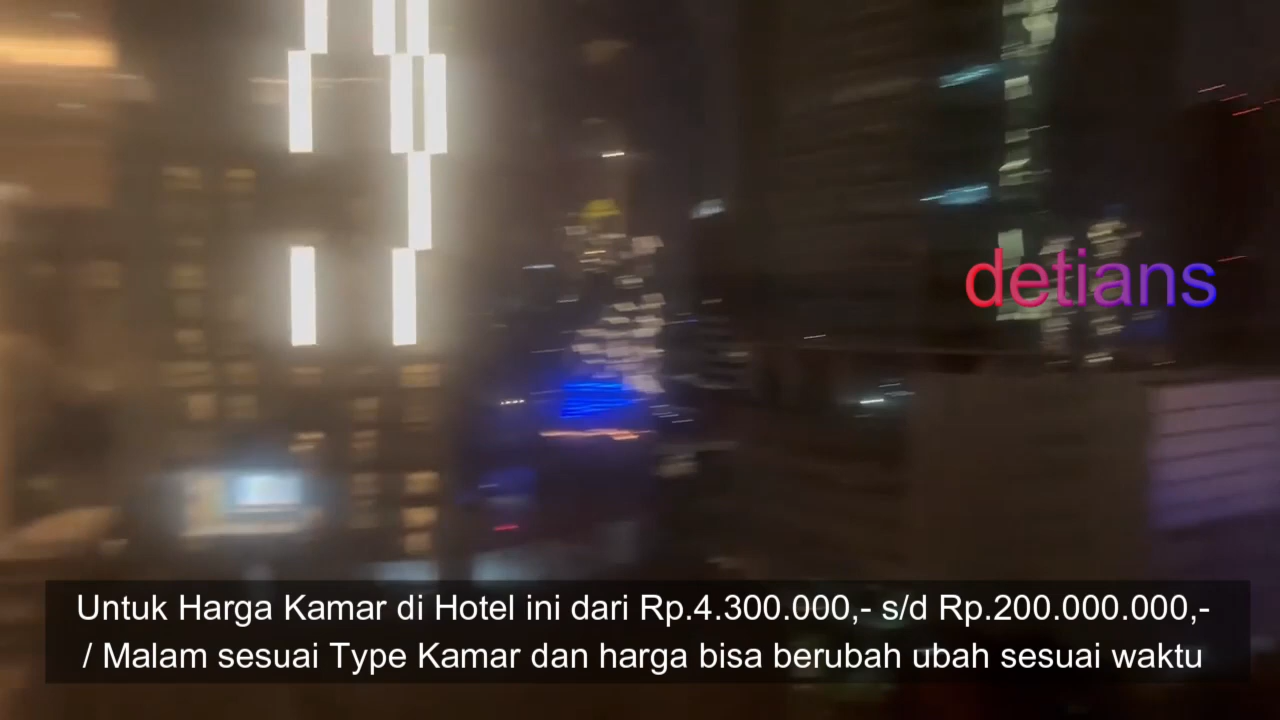 detians
Untuk Harga Kamar di Hotel ini dari Rp.4.300.000,- s/d Rp.200.000.000,-
/ Malam sesuai Type Kamar dan harga bisa berubah ubah sesuai waktu